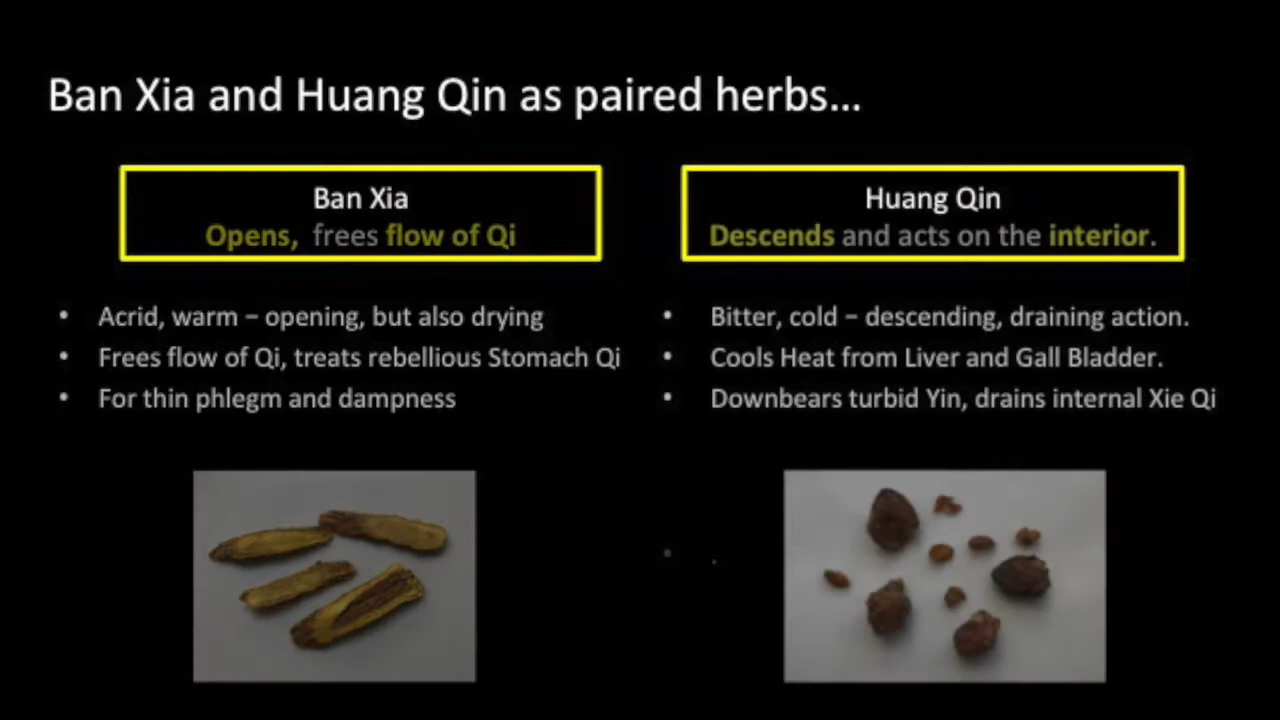 Ban Xia and Huang Qin as paired herbs...
Ban Xia
Opens, frees flow of Qi
• Acrid, warm – opening, but also drying
• Frees flow of Qi, treats rebellious Stomach Qi
• For thin phlegm and dampness
Huang Qin
Descends and acts on the interior.
• Bitter, cold – descending, draining action.
• Cools Heat from Liver and Gall Bladder.
• Downbears turbid Yin, drains internal Xie Qi
• .